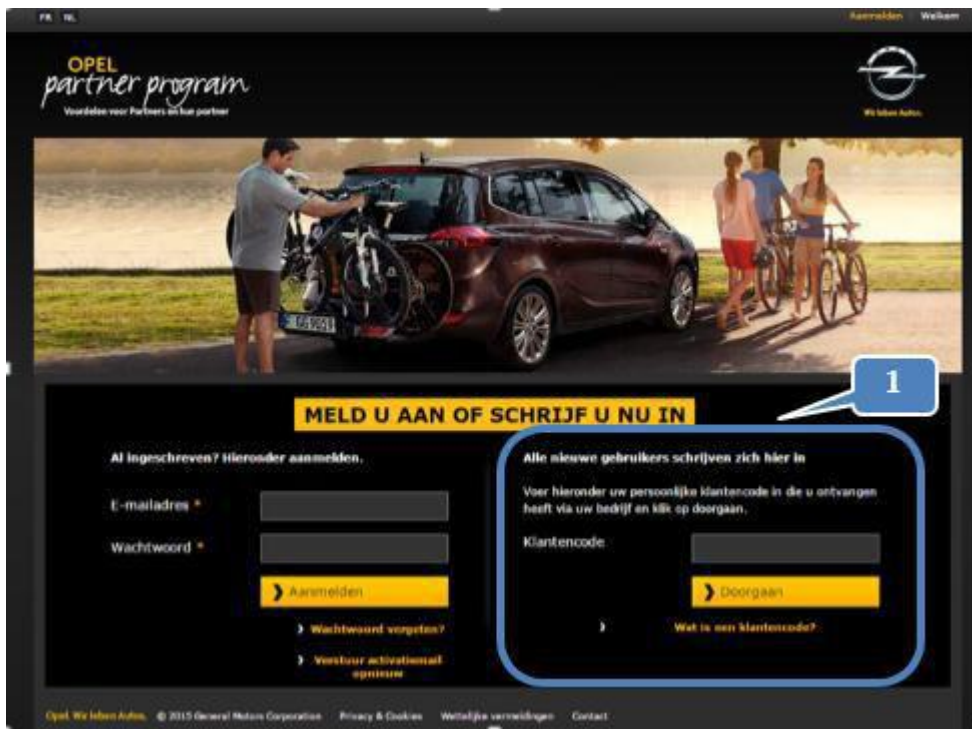 FR NL
Aanmelden Welkom
OPEL
partner program
Voordelen voor Partners en hun partner
Wir leben Autos.
GG 9021
1
MELD U AAN OF SCHRIJF U NU IN
Al ingeschreven? Hieronder aanmelden.
E-mailadres *
Wachtwoord *
Aanmelden
Wachtwoord vergeten?
Verstuur activatiemail
opnieuw
Alle nieuwe gebruikers schrijven zich hier in
Voer hieronder uw persoonlijke klantencode in die u ontvangen
heeft via uw bedrijf en klik op doorgaan.
Klantencode
Doorgaan
Wat is een klantencode?
Opel. Wir leben Autos. © 2015 General Motors Corporation Privacy & Cookies Wettelijke vermeldingen Contact